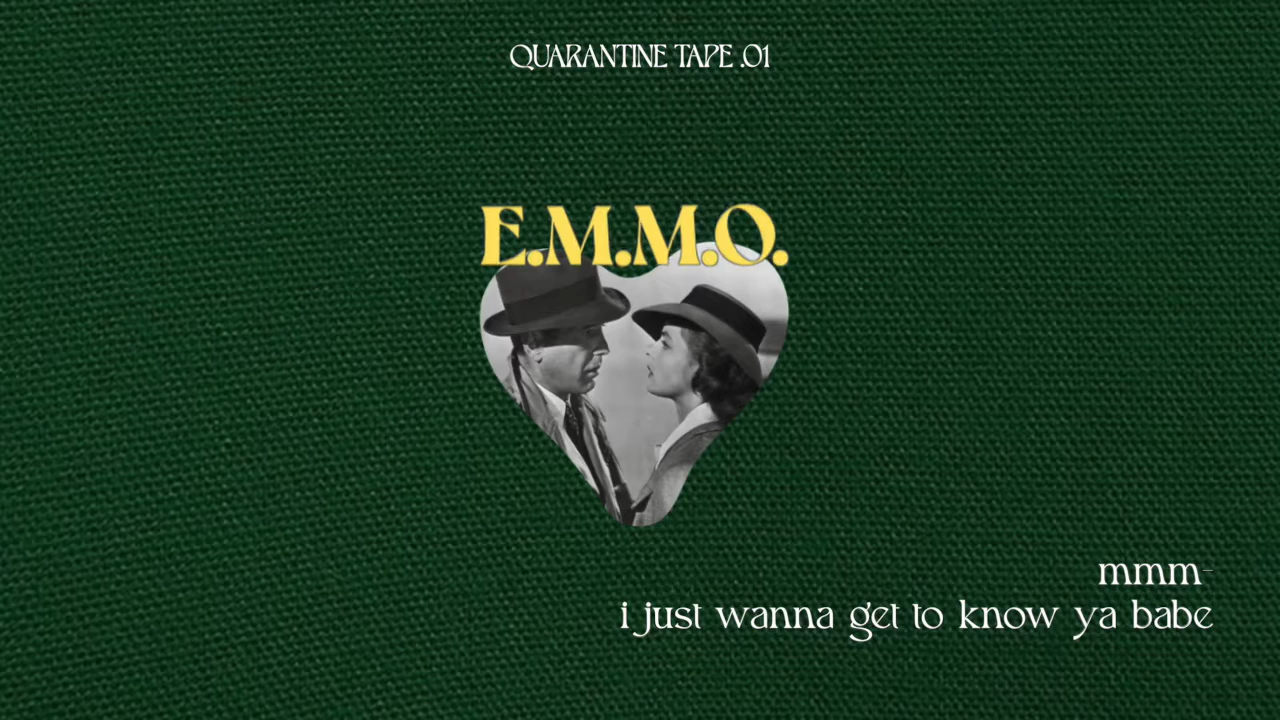 QUARANTINE TAPE .01
E.M.M.O.
mmm-
i just wanna get to know ya babe